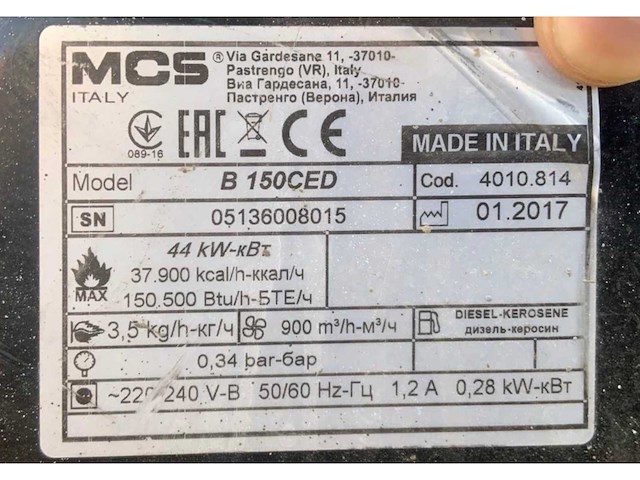 MCS ®
ITALY
Via Gardesane 11, -37010-
Pastrengo (VR), Italy
Виа Гардесана, 11, -37010-
Пастренго (Верона), Италия
089-16
EAC CE
MADE IN ITALY
Model B 150CED Cod. 4010.814
SN 05136008015 01.2017
44 kW-кВт
MAX 37.900 kcal/h-ккал/ч
150.500 Btu/h-БТЕ/ч
3,5 kg/h-кг/ч 900 m³/h-м³/ч DIESEL-KEROSENE
дизель-керосин
0,34 bar-бар
~220-240 V-В 50/60 Hz-Гц 1,2 A 0,28 kW-кВт